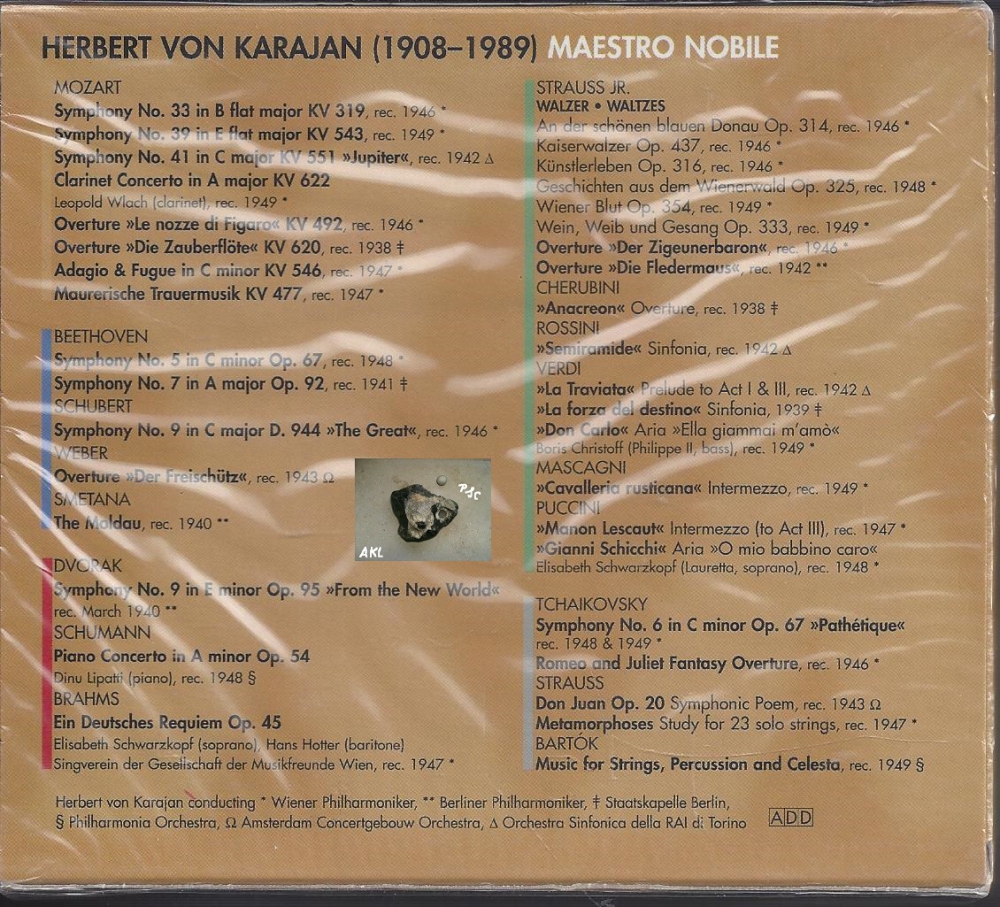 HERBERT VON KARAJAN (1908–1989) MAESTRO NOBILE
MOZART
Symphony No. 33 in B flat major KV 319, rec. 1946 *
Symphony No. 39 in E flat major KV 543, rec. 1949 *
Symphony No. 41 in C major KV 551 »Jupiter«, rec. 1942 Δ
Clarinet Concerto in A major KV 622
Leopold Wlach (clarinet), rec. 1949 *
Overture »Le nozze di Figaro« KV 492, rec. 1946 *
Overture »Die Zauberflöte« KV 620, rec. 1938 ‡
Adagio & Fugue in C minor KV 546, rec. 1947 *
Maurerische Trauermusik KV 477, rec. 1947 *
BEETHOVEN
Symphony No. 5 in C minor Op. 67, rec. 1948 *
Symphony No. 7 in A major Op. 92, rec. 1941 ‡
SCHUBERT
Symphony No. 9 in C major D. 944 »The Great«, rec. 1946 *
WEBER
Overture »Der Freischütz«, rec. 1943 Ω
SMETANA
The Moldau, rec. 1940 **
DVORAK
Symphony No. 9 in E minor Op. 95 »From the New World«
rec. March 1940 **
SCHUMANN
Piano Concerto in A minor Op. 54
Dinu Lipatti (piano), rec. 1948 §
BRAHMS
Ein Deutsches Requiem Op. 45
Elisabeth Schwarzkopf (soprano), Hans Hotter (baritone)
Singverein der Gesellschaft der Musikfreunde Wien, rec. 1947 *
STRAUSS JR.
WALZER • WALTZES
An der schönen blauen Donau Op. 314, rec. 1946 *
Kaiserwalzer Op. 437, rec. 1946 *
Künstlerleben Op. 316, rec. 1946 *
Geschichten aus dem Wienerwald Op. 325, rec. 1948 *
Wiener Blut Op. 354, rec. 1949 *
Wein, Weib und Gesang Op. 333, rec. 1949 *
Overture »Der Zigeunerbaron«, rec. 1946 *
Overture »Die Fledermaus«, rec. 1942 **
CHERUBINI
»Anacreon« Overture, rec. 1938 ‡
ROSSINI
»Semiramide« Sinfonia, rec. 1942 Δ
VERDI
»La Traviata« Prelude to Act I & III, rec. 1942 Δ
»La forza del destino« Sinfonia, 1939 ‡
»Don Carlo« Aria »Ella giammai m'amò«
Boris Christoff (Philippe II, bass), rec. 1949 *
MASCAGNI
»Cavalleria rusticana« Intermezzo, rec. 1949 *
PUCCINI
»Manon Lescaut« Intermezzo (to Act III), rec. 1947 *
»Gianni Schicchi« Aria »O mio babbino caro«
Elisabeth Schwarzkopf (Lauretta, soprano), rec. 1948 *
TCHAIKOVSKY
Symphony No. 6 in C minor Op. 67 »Pathétique«
rec. 1948 & 1949 *
Romeo and Juliet Fantasy Overture, rec. 1946 *
STRAUSS
Don Juan Op. 20 Symphonic Poem, rec. 1943 Ω
Metamorphoses Study for 23 solo strings, rec. 1947 *
BARTÓK
Music for Strings, Percussion and Celesta, rec. 1949 §
PSC
AKL
Herbert von Karajan conducting * Wiener Philharmoniker, ** Berliner Philharmoniker, ‡ Staatskapelle Berlin,
§ Philharmonia Orchestra, Ω Amsterdam Concertgebouw Orchestra, Δ Orchestra Sinfonica della RAI di Torino
ADD